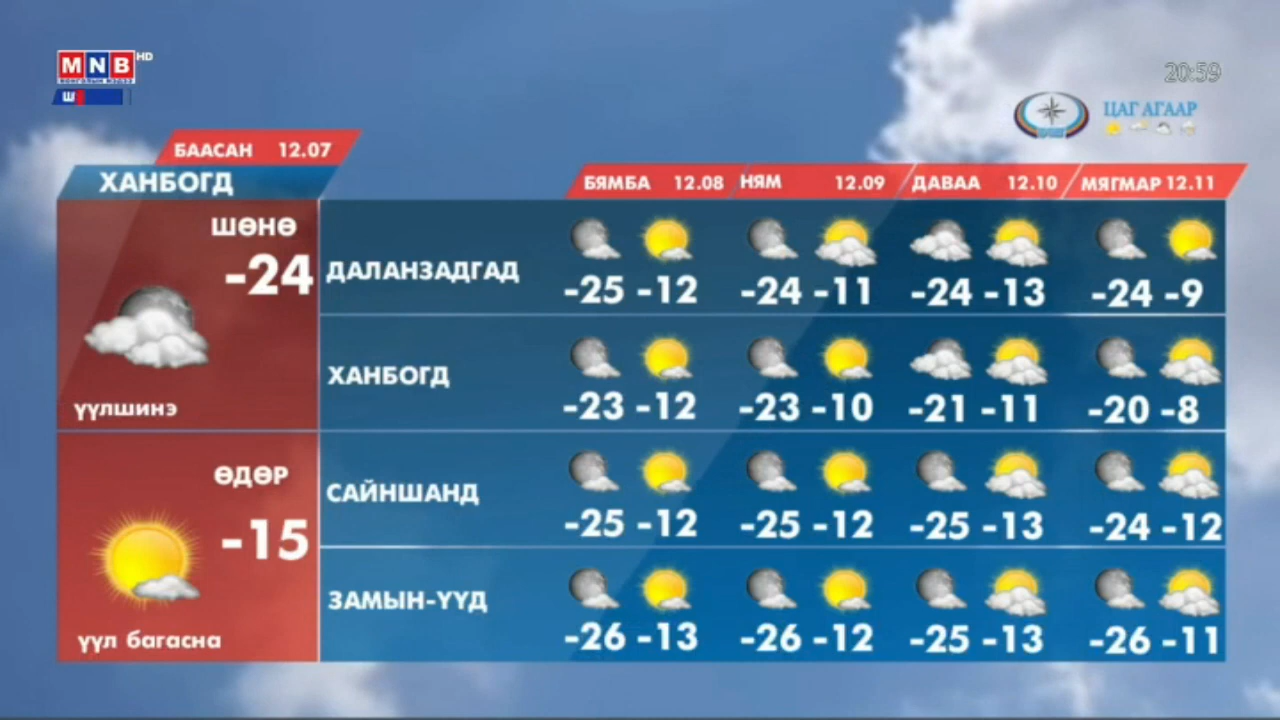 MNB HD
МОНГОЛЫН МЭДЭЭ
Ш
20:59
ЦАГ АГААР
БААСАН 12.07
ХАНБОГД
ШӨНӨ
-24
үүлшинэ
ӨДӨР
-15
үүл багасна
БЯМБА 12.08 НЯМ 12.09 ДАВАА 12.10 МЯГМАР 12.11
ДАЛАНЗАДГАД
-25 -12 -24 -11 -24 -13 -24 -9
ХАНБОГД
-23 -12 -23 -10 -21 -11 -20 -8
САЙНШАНД
-25 -12 -25 -12 -25 -13 -24 -12
ЗАМЫН-ҮҮД
-26 -13 -26 -12 -25 -13 -26 -11